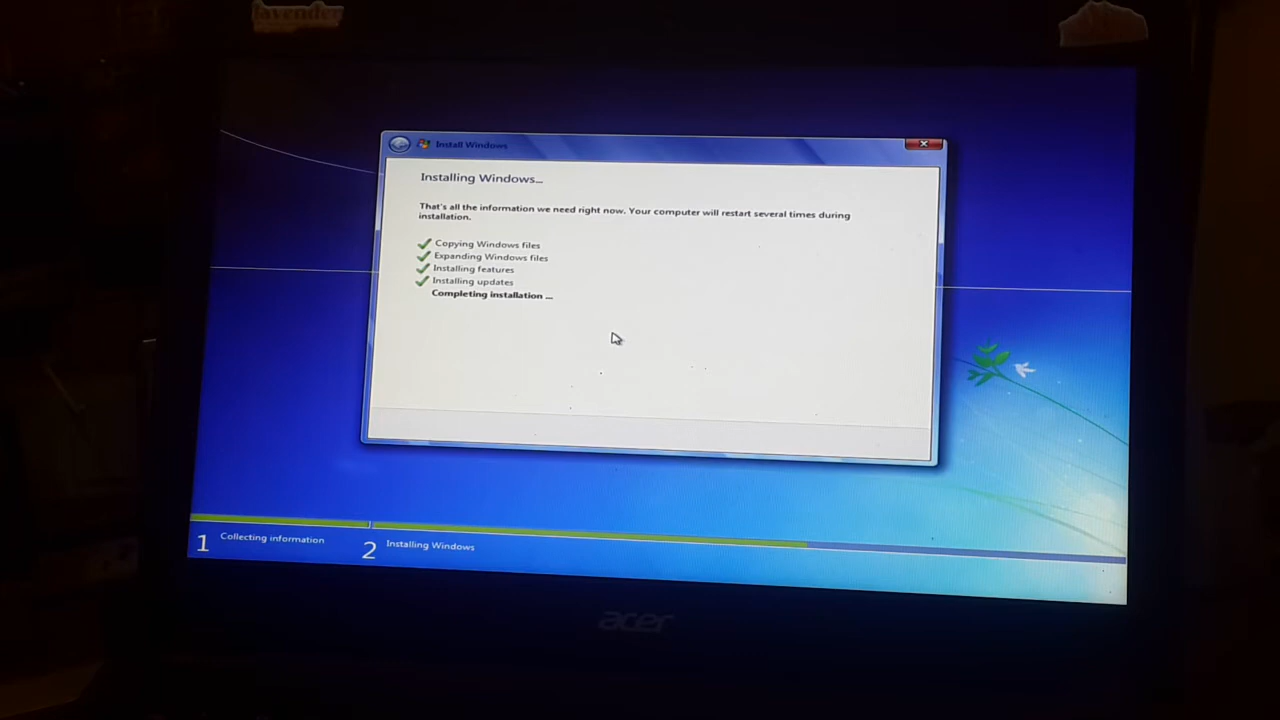 lavender
Install Windows
Installing Windows...
That's all the information we need right now. Your computer will restart several times during
installation.
Copying Windows files
Expanding Windows files
Installing features
Installing updates
Completing installation ...
1 Collecting information
2 Installing Windows
acer